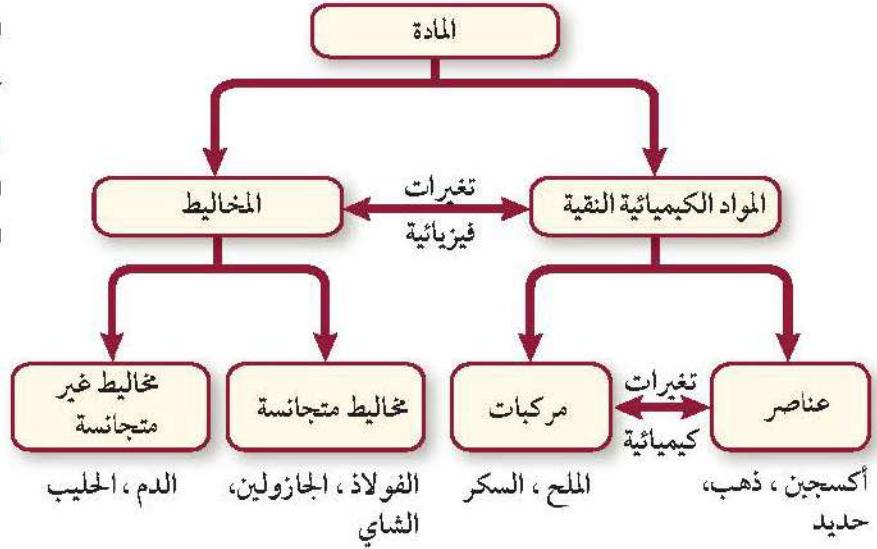 المادة
المواد الكيميائية النقية
تغيرات
فيزيائية
المخاليط
عناصر
تغيرات
كيميائية
مركبات
مخاليط متجانسة
مخاليط غير
متجانسة
أكسجين ، ذهب،
حديد
الملح ، السكر
الفولاذ ، الجازولين،
الشاي
الدم ، الحليب